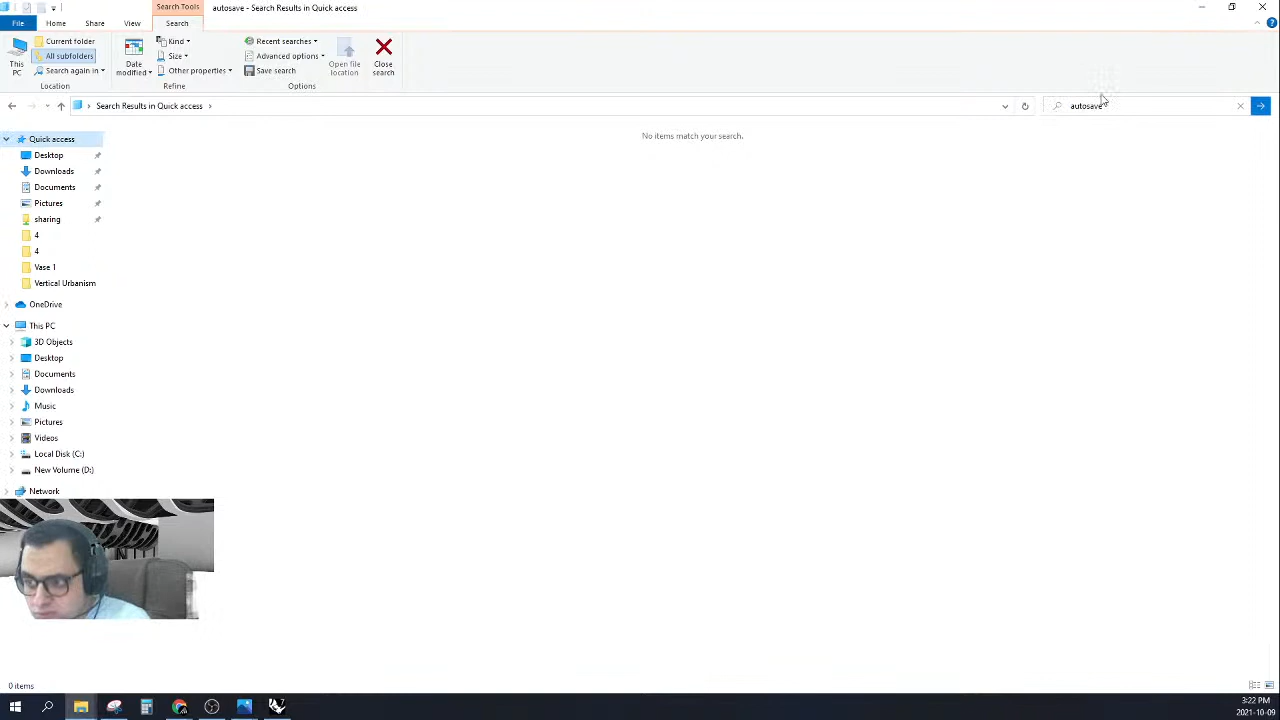 Search Tools
autosave - Search Results in Quick access
File
Home
Share
View
Search
This PC
Current folder
All subfolders
Search again in
Location
Date modified
Kind
Size
Other properties
Refine
Recent searches
Advanced options
Save search
Options
Open file location
Close search
Search Results in Quick access
autosave
No items match your search.
Quick access
Desktop
Downloads
Documents
Pictures
sharing
4
4
Vase 1
Vertical Urbanism
OneDrive
This PC
3D Objects
Desktop
Documents
Downloads
Music
Pictures
Videos
Local Disk (C:)
New Volume (D:)
Network
0 items
3:22 PM
2021-10-09